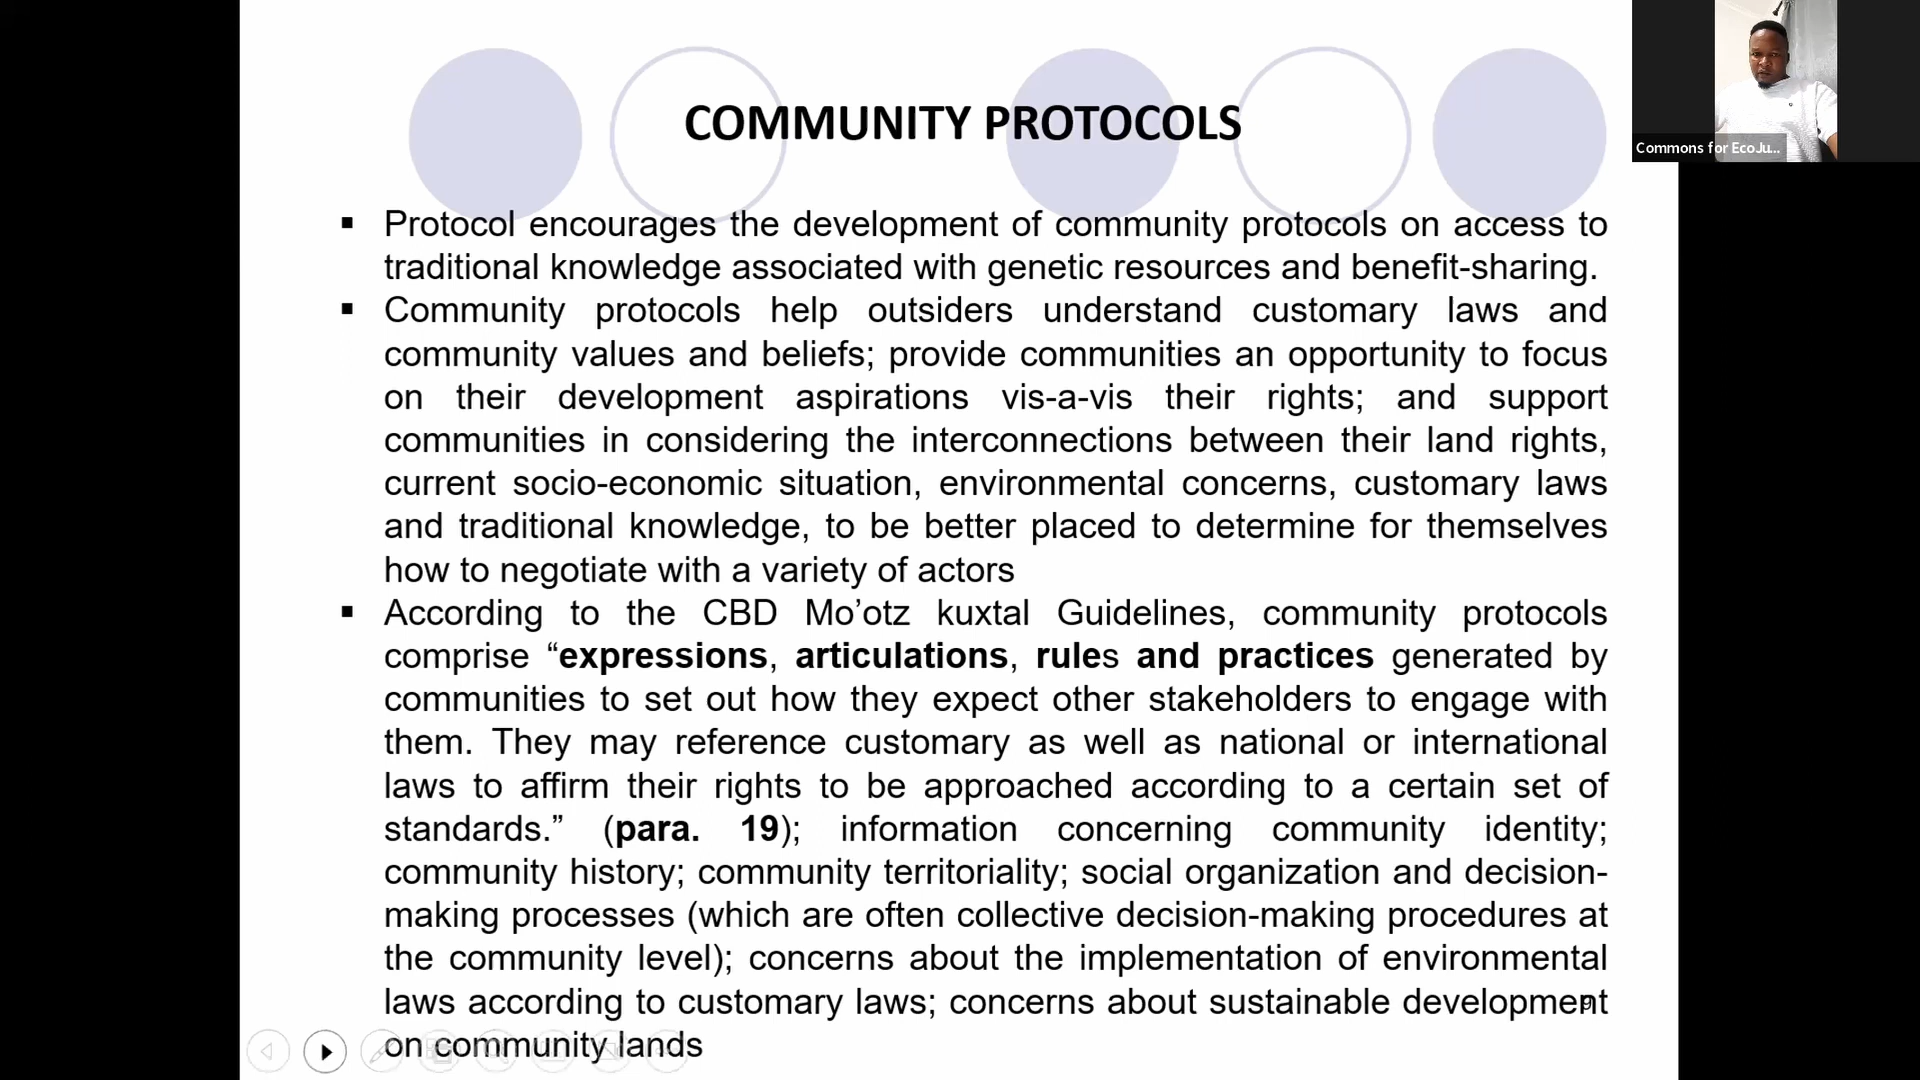 COMMUNITY PROTOCOLS
Commons for EcoJu...
▪ Protocol encourages the development of community protocols on access to
traditional knowledge associated with genetic resources and benefit-sharing.
▪ Community protocols help outsiders understand customary laws and
community values and beliefs; provide communities an opportunity to focus
on their development aspirations vis-a-vis their rights; and support
communities in considering the interconnections between their land rights,
current socio-economic situation, environmental concerns, customary laws
and traditional knowledge, to be better placed to determine for themselves
how to negotiate with a variety of actors
▪ According to the CBD Mo’otz kuxtal Guidelines, community protocols
comprise “expressions, articulations, rules and practices generated by
communities to set out how they expect other stakeholders to engage with
them. They may reference customary as well as national or international
laws to affirm their rights to be approached according to a certain set of
standards.” (para. 19); information concerning community identity;
community history; community territoriality; social organization and decision-
making processes (which are often collective decision-making procedures at
the community level); concerns about the implementation of environmental
laws according to customary laws; concerns about sustainable development
on community lands
9